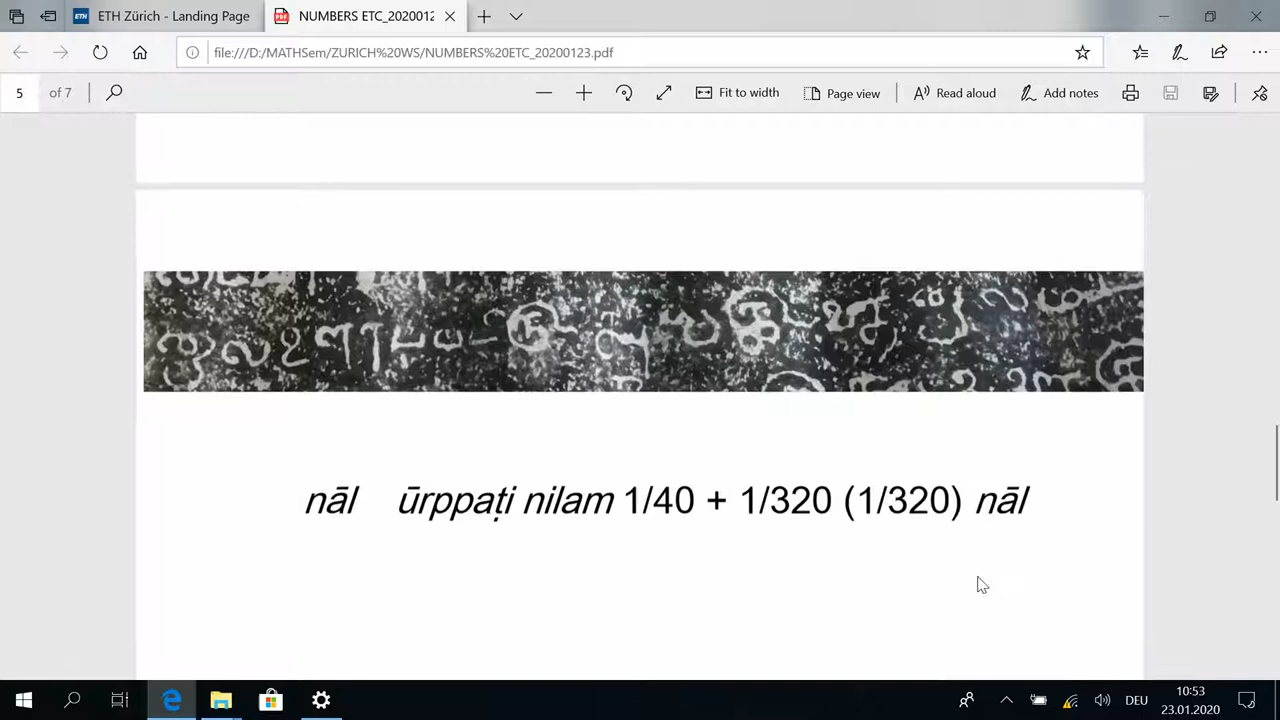 ETH Zürich - Landing Page
NUMBERS ETC_2020012
file:///D:/MATHSem/ZURICH%20WS/NUMBERS%20ETC_20200123.pdf
5 of 7
Fit to width
Page view
Read aloud
Add notes
nāl ūrppaṭi nilam 1/40 + 1/320 (1/320) nāl
DEU
10:53
23.01.2020